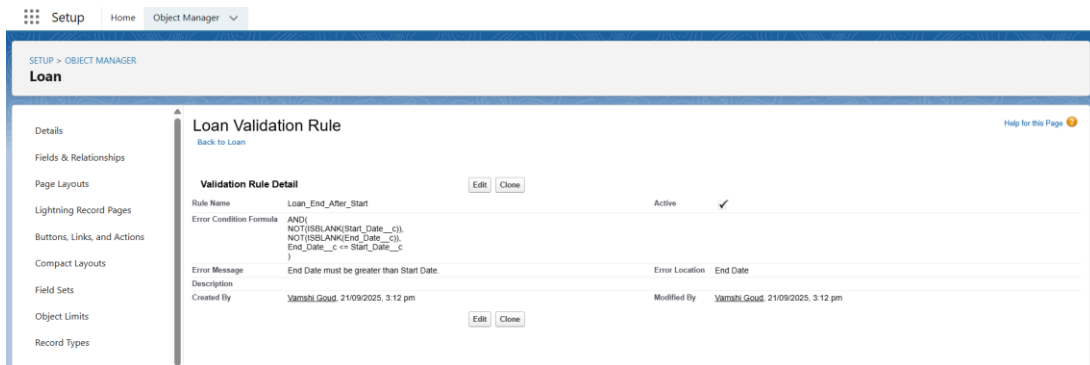 Setup Home Object Manager
SETUP > OBJECT MANAGER
Loan
Details
Fields & Relationships
Page Layouts
Lightning Record Pages
Buttons, Links, and Actions
Compact Layouts
Field Sets
Object Limits
Record Types
Loan Validation Rule
Help for this Page
Back to Loan
Validation Rule Detail Edit Clone
Rule Name Loan_End_After_Start Active
Error Condition Formula AND(
NOT(ISBLANK(Start_Date__c)),
NOT(ISBLANK(End_Date__c)),
End_Date__c <= Start_Date__c
)
Error Message End Date must be greater than Start Date. Error Location End Date
Description
Created By Vamshi Goud, 21/09/2025, 3:12 pm Modified By Vamshi Goud, 21/09/2025, 3:12 pm
Edit Clone